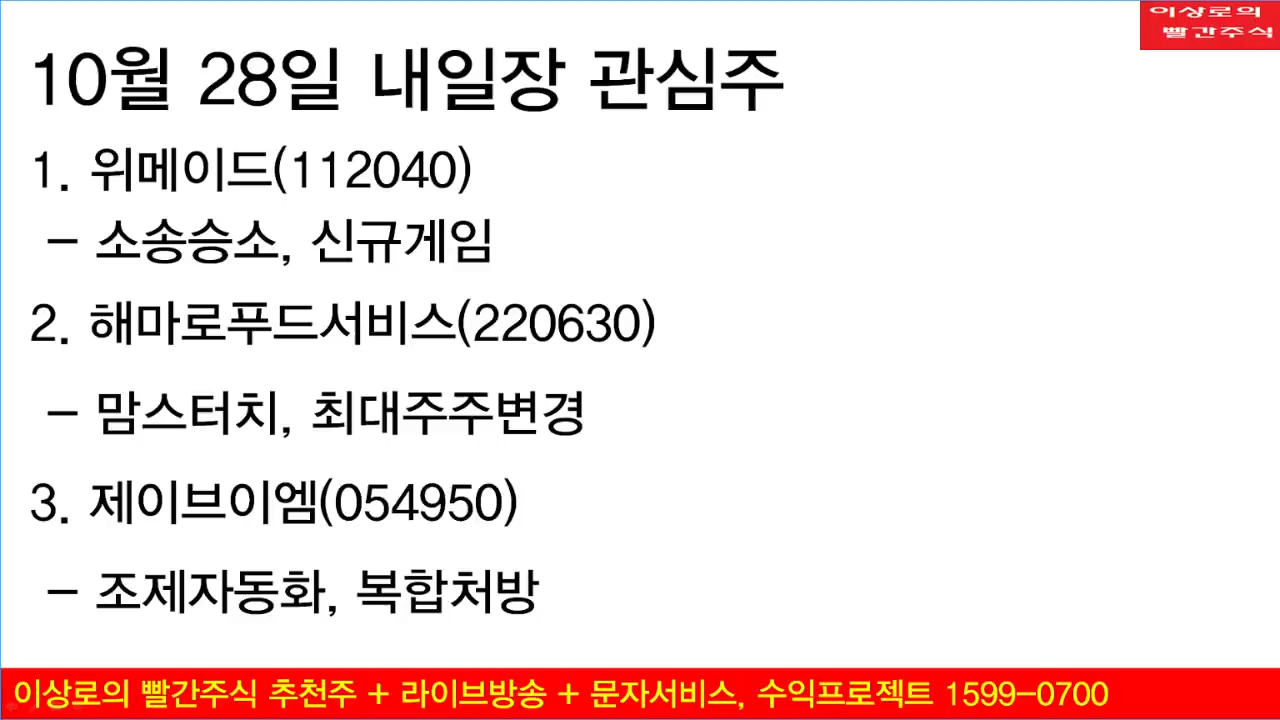 이상로의
빨간주식
10월 28일 내일장 관심주
1. 위메이드(112040)
- 소송승소, 신규게임
2. 해마로푸드서비스(220630)
- 맘스터치, 최대주주변경
3. 제이브이엠(054950)
- 조제자동화, 복합처방
이상로의 빨간주식 추천주 + 라이브방송 + 문자서비스, 수익프로젝트 1599-0700